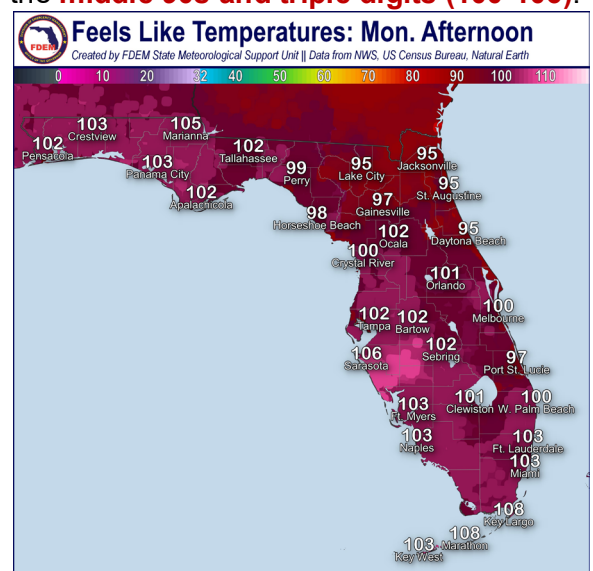 the middle 90s and triple digits (100-108).
FDEM
Feels Like Temperatures: Mon. Afternoon
Created by FDEM State Meteorological Support Unit || Data from NWS, US Census Bureau, Natural Earth
0 10 20 32 40 50 60 70 80 90 100 110
102
Pensacola
103
Crestview
105
Marianna
103
Panama City
102
Apalachicola
102
Tallahassee
99
Perry
95
Lake City
95
Jacksonville
95
St. Augustine
98
Horseshoe Beach
97
Gainesville
102
Ocala
95
Daytona Beach
100
Crystal River
101
Orlando
100
Melbourne
102
Tampa
102
Bartow
106
Sarasota
102
Sebring
97
Port St. Lucie
103
Ft. Myers
101
Clewiston
100
W. Palm Beach
103
Naples
103
Ft. Lauderdale
103
Miami
108
Key Largo
108
Marathon
103
Key West